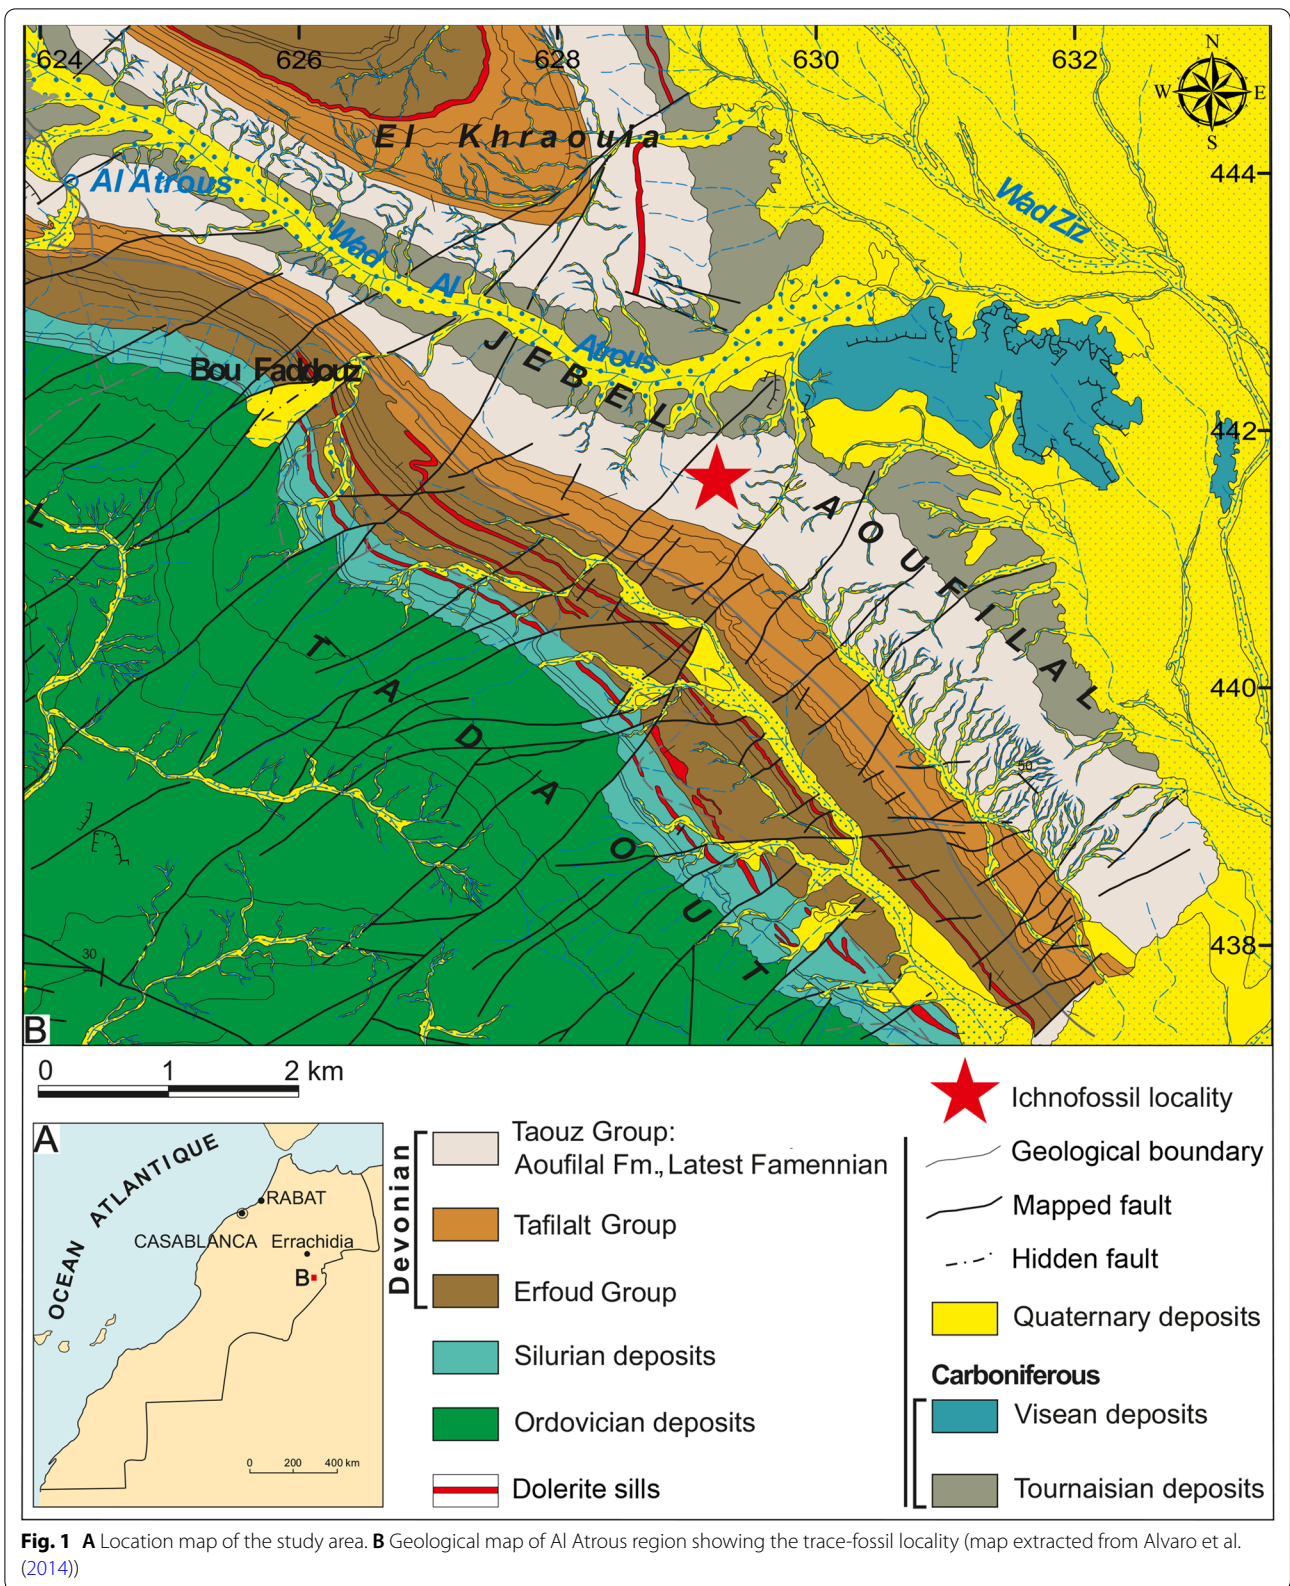 624
626
628
630
632
N
W
E
S
El Khraouia
444
Al Atrous
Wad Ziz
Wad
Al
Atrous
JEBEL
Bou Faddouz
442
AOUFILAL
L
TADAOUT
440
50
438
30
B
0 1 2 km
A
OCEAN ATLANTIQUE
RABAT
CASABLANCA
Errachidia
B
0 200 400 km
Devonian
Taouz Group:
Aoufilal Fm., Latest Famennian
Tafilalt Group
Erfoud Group
Silurian deposits
Ordovician deposits
Dolerite sills
Ichnofossil locality
Geological boundary
Mapped fault
Hidden fault
Quaternary deposits
Carboniferous
Visean deposits
Tournaisian deposits
Fig. 1 A Location map of the study area. B Geological map of Al Atrous region showing the trace-fossil locality (map extracted from Alvaro et al.
(2014))